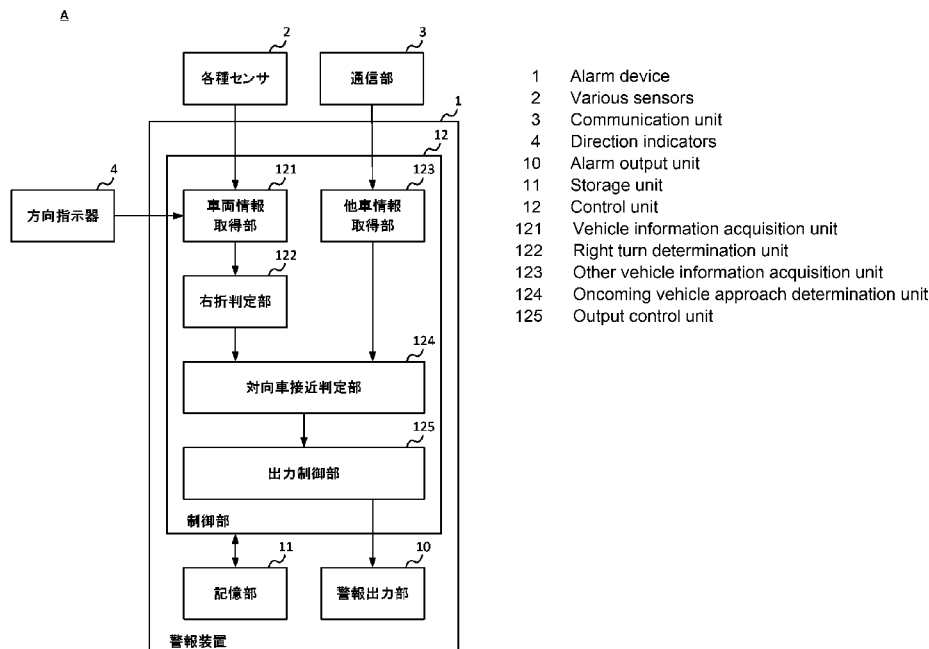 A
2
3
各種センサ
通信部
1
12
4
121
123
方向指示器
車両情報
取得部
他車情報
取得部
122
右折判定部
124
対向車接近判定部
125
出力制御部
制御部
11
10
記憶部
警報出力部
警報装置
1 Alarm device
2 Various sensors
3 Communication unit
4 Direction indicators
10 Alarm output unit
11 Storage unit
12 Control unit
121 Vehicle information acquisition unit
122 Right turn determination unit
123 Other vehicle information acquisition unit
124 Oncoming vehicle approach determination unit
125 Output control unit